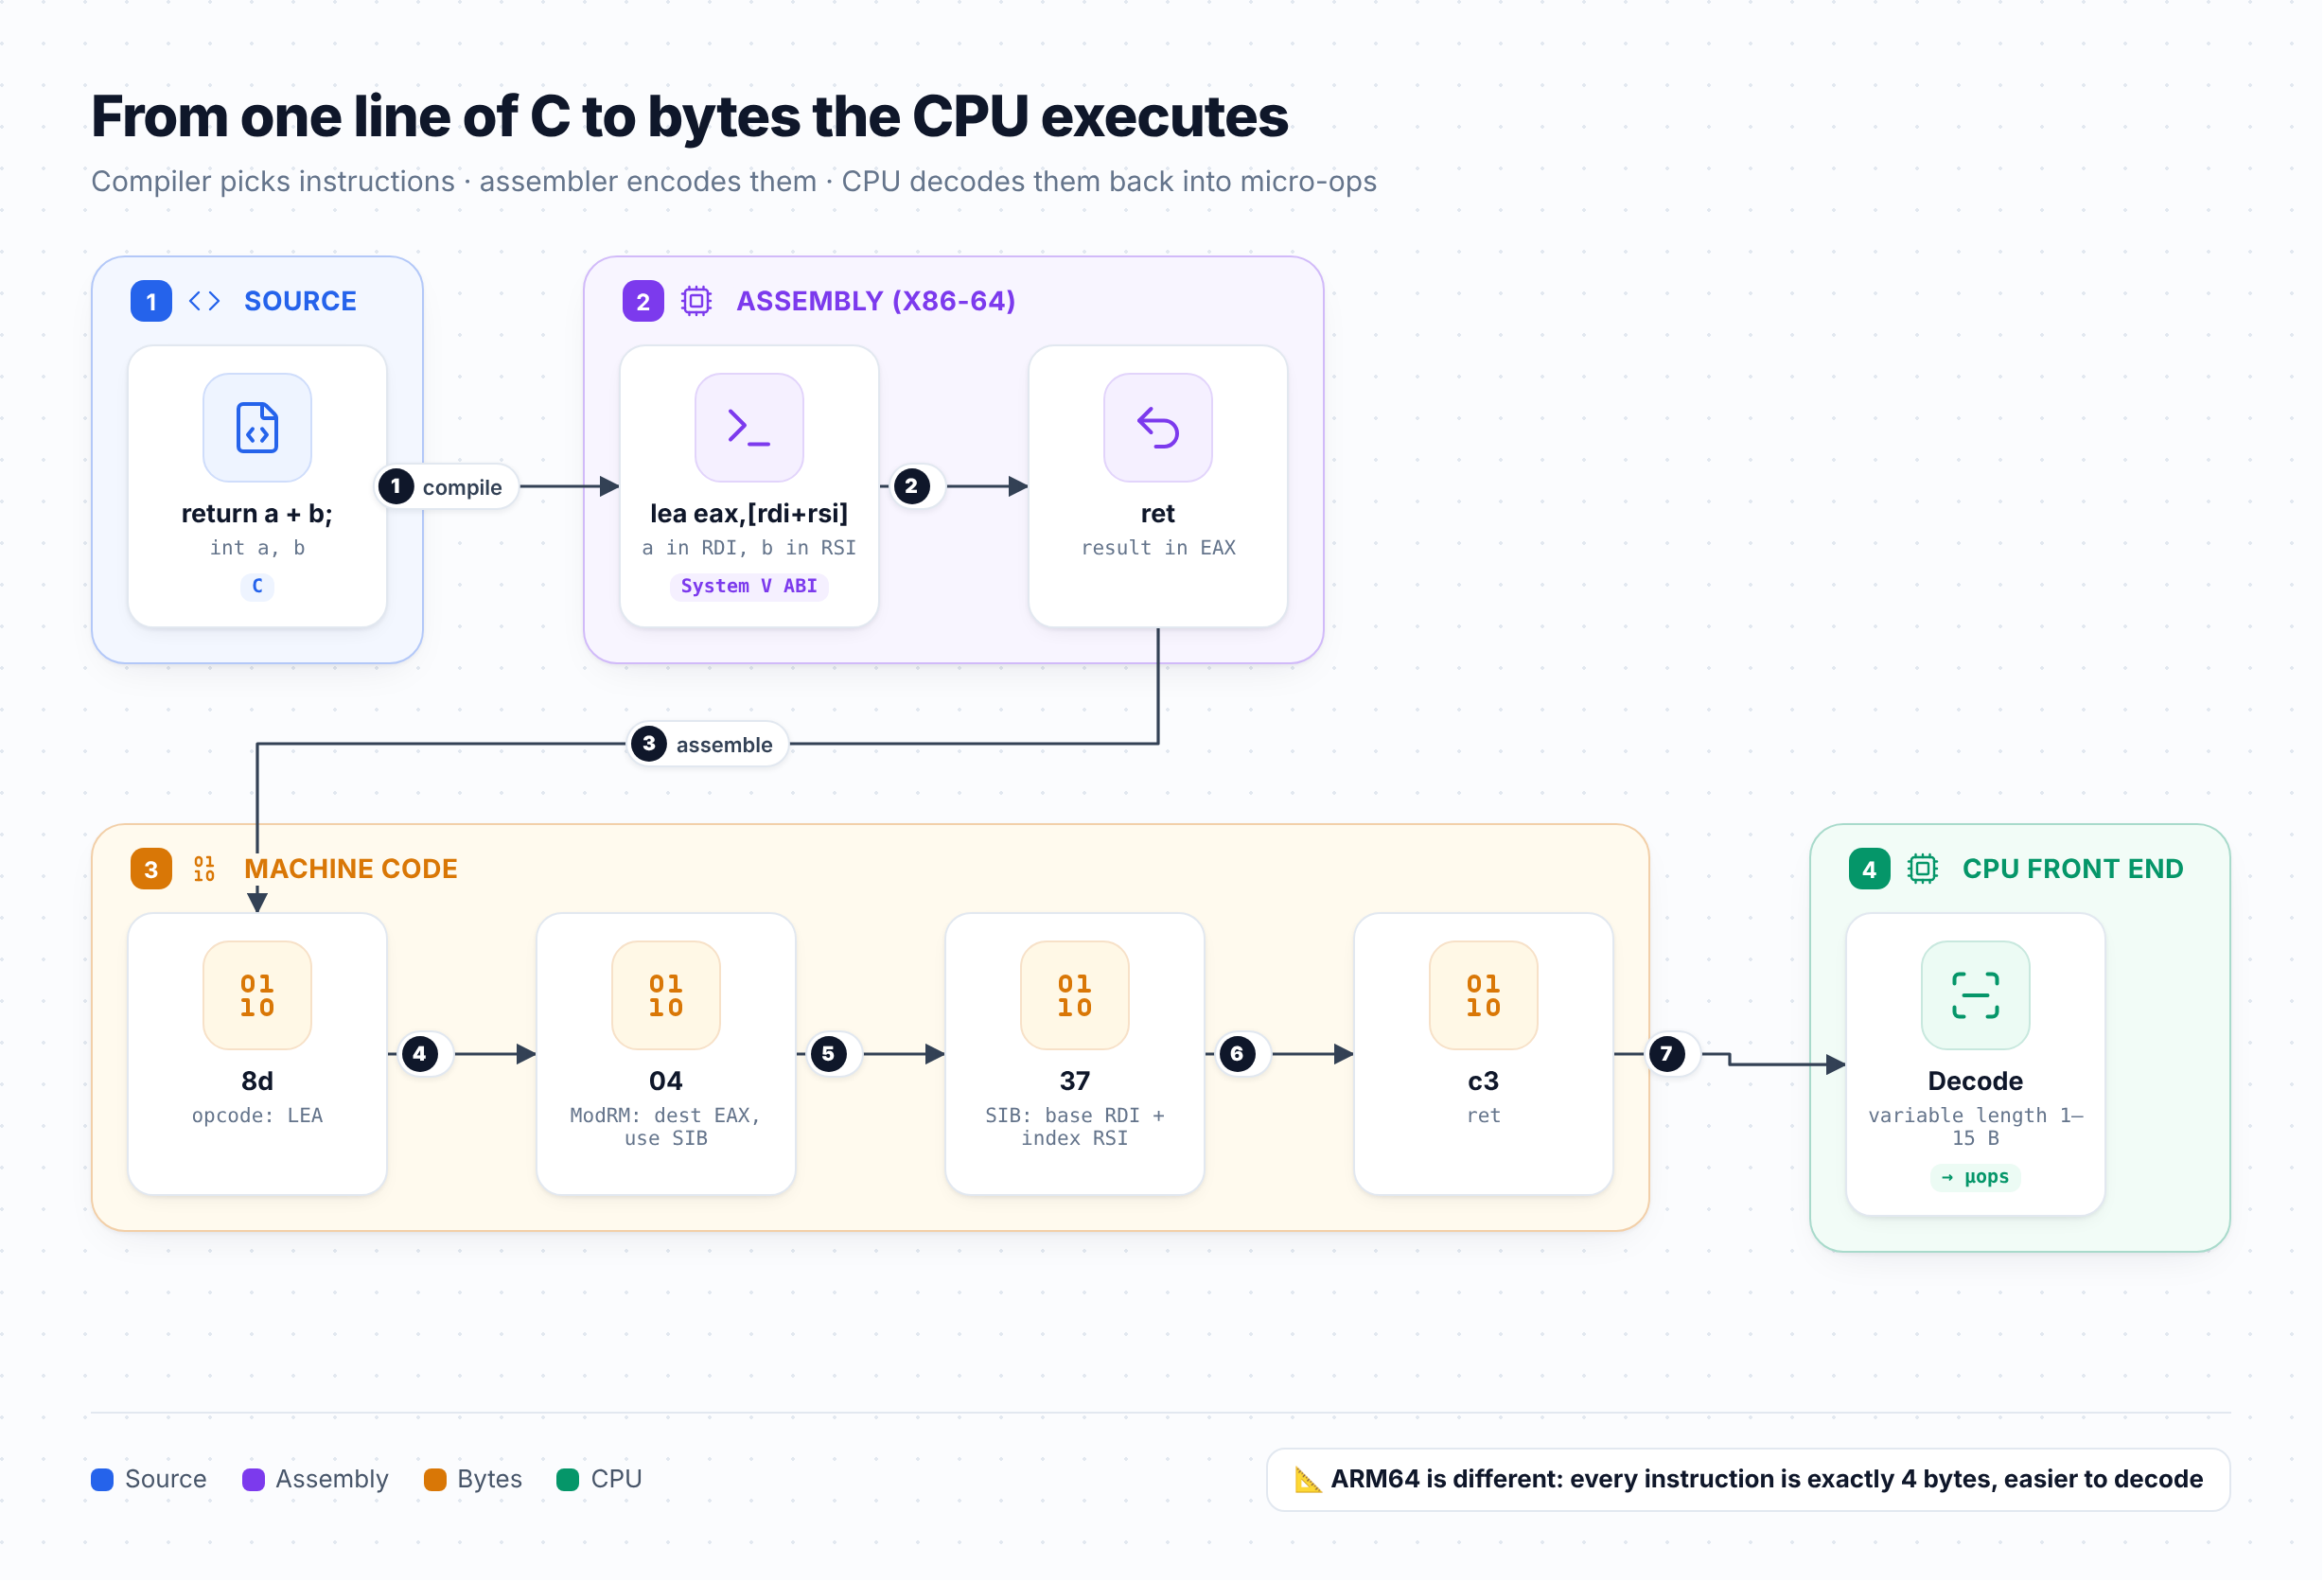 From one line of C to bytes the CPU executes
Compiler picks instructions · assembler encodes them · CPU decodes them back into micro-ops
1 SOURCE
return a + b;
int a, b
C
1 compile
2 ASSEMBLY (X86-64)
lea eax,[rdi+rsi]
a in RDI, b in RSI
System V ABI
2
ret
result in EAX
3 assemble
3 01 10 MACHINE CODE
01
10
8d
opcode: LEA
4
01
10
04
ModRM: dest EAX,
use SIB
5
01
10
37
SIB: base RDI +
index RSI
6
01
10
c3
ret
7
4 CPU FRONT END
Decode
variable length 1–
15 B
→ µops
Source
Assembly
Bytes
CPU
📐 ARM64 is different: every instruction is exactly 4 bytes, easier to decode